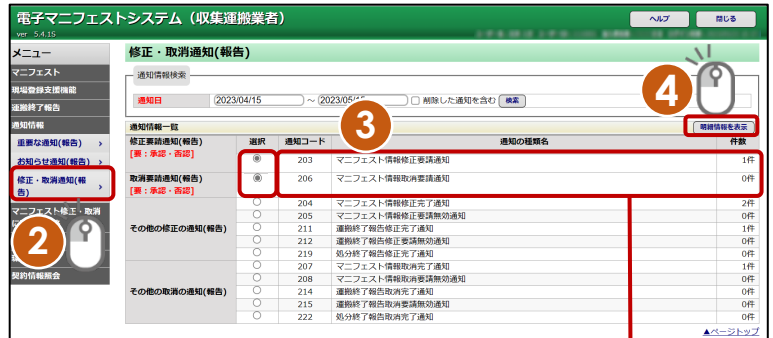 電子マニフェストシステム（収集運搬業者）
ver 5.4.15
ヘルプ
閉じる
メニュー
マニフェスト
現場登録支援機能
運搬終了報告
通知情報
重要な通知(報告) ›
お知らせ通知(報告) ›
修正・取消通知(報告) ›
マニフェスト修正・取消
契約情報照会
2
修正・取消通知(報告)
通知情報検索
通知日 2023/04/15 ～ 2023/05/15 削除した通知を含む 検索
3
4
通知情報一覧 明細情報を表示
修正要請通知(報告) 選択 通知コード 通知の種類名 件数
[要：承認・否認] 203 マニフェスト情報修正要請通知 1件
取消要請通知(報告) 206 マニフェスト情報取消要請通知 0件
[要：承認・否認]
204 マニフェスト情報修正完了通知 2件
205 マニフェスト情報修正要請無効通知 0件
その他の修正の通知(報告) 211 運搬終了報告修正完了通知 1件
212 運搬終了報告修正要請無効通知 0件
219 処分終了報告修正完了通知 0件
207 マニフェスト情報取消完了通知 1件
208 マニフェスト情報取消要請無効通知 0件
その他の取消の通知(報告) 214 運搬終了報告取消完了通知 0件
215 運搬終了報告取消要請無効通知 0件
222 処分終了報告取消完了通知 0件
▲ページトップ